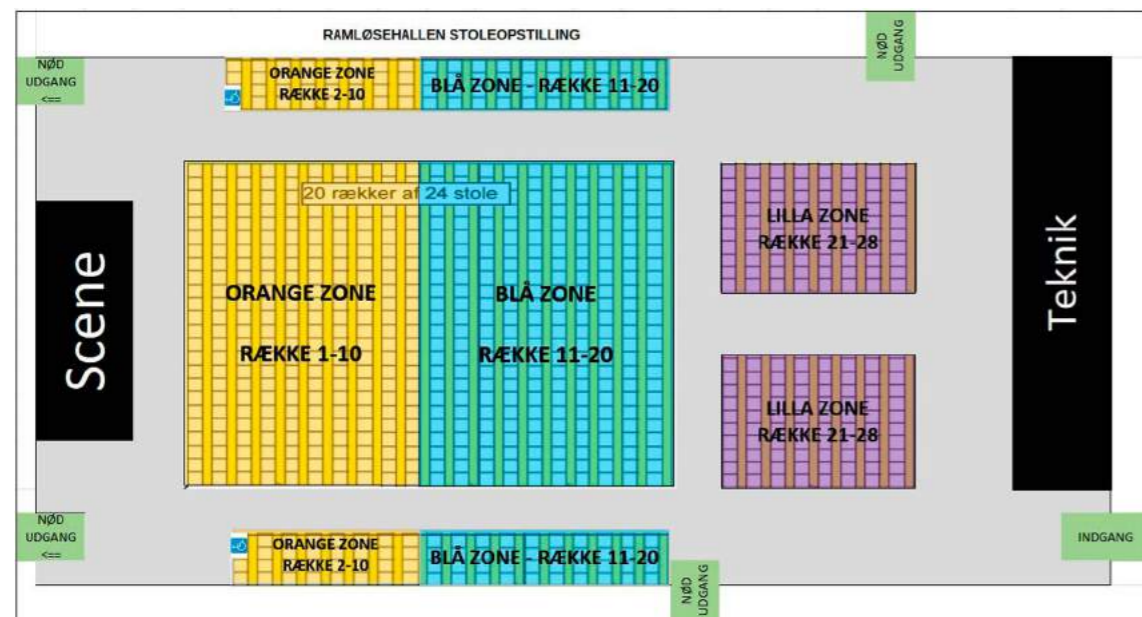 RAMLØSEHALLEN STOLEOPSTILLING
NØD
UDGANG
<==
ORANGE ZONE
RÆKKE 2-10
BLÅ ZONE - RÆKKE 11-20
NØD
UDGANG
20 rækker af 24 stole
Scene
ORANGE ZONE
RÆKKE 1-10
BLÅ ZONE
RÆKKE 11-20
LILLA ZONE
RÆKKE 21-28
LILLA ZONE
RÆKKE 21-28
Teknik
NØD
UDGANG
<==
ORANGE ZONE
RÆKKE 2-10
BLÅ ZONE - RÆKKE 11-20
NØD
UDGANG
INDGANG